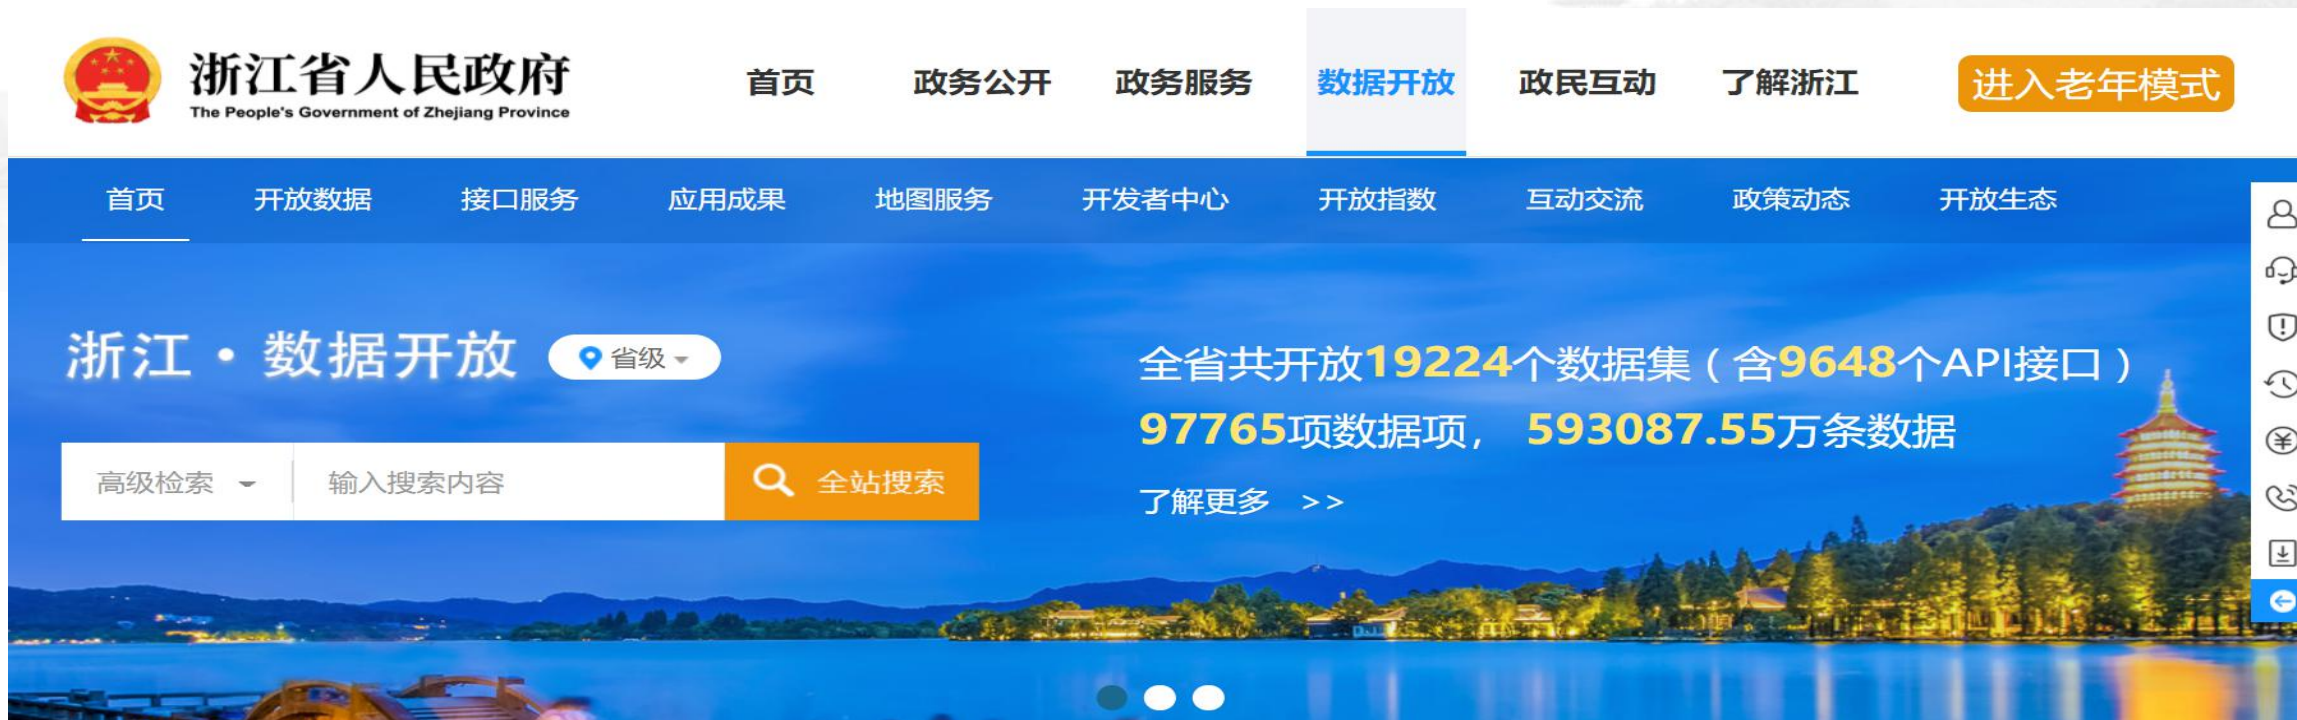 浙江省人民政府
The People's Government of Zhejiang Province
首页 政务公开 政务服务 数据开放 政民互动 了解浙江 进入老年模式
首页 开放数据 接口服务 应用成果 地图服务 开发者中心 开放指数 互动交流 政策动态 开放生态
浙江·数据开放 省级
全省共开放19224个数据集（含9648个API接口）
97765项数据项， 593087.55万条数据
高级检索 输入搜索内容 全站搜索
了解更多 >>